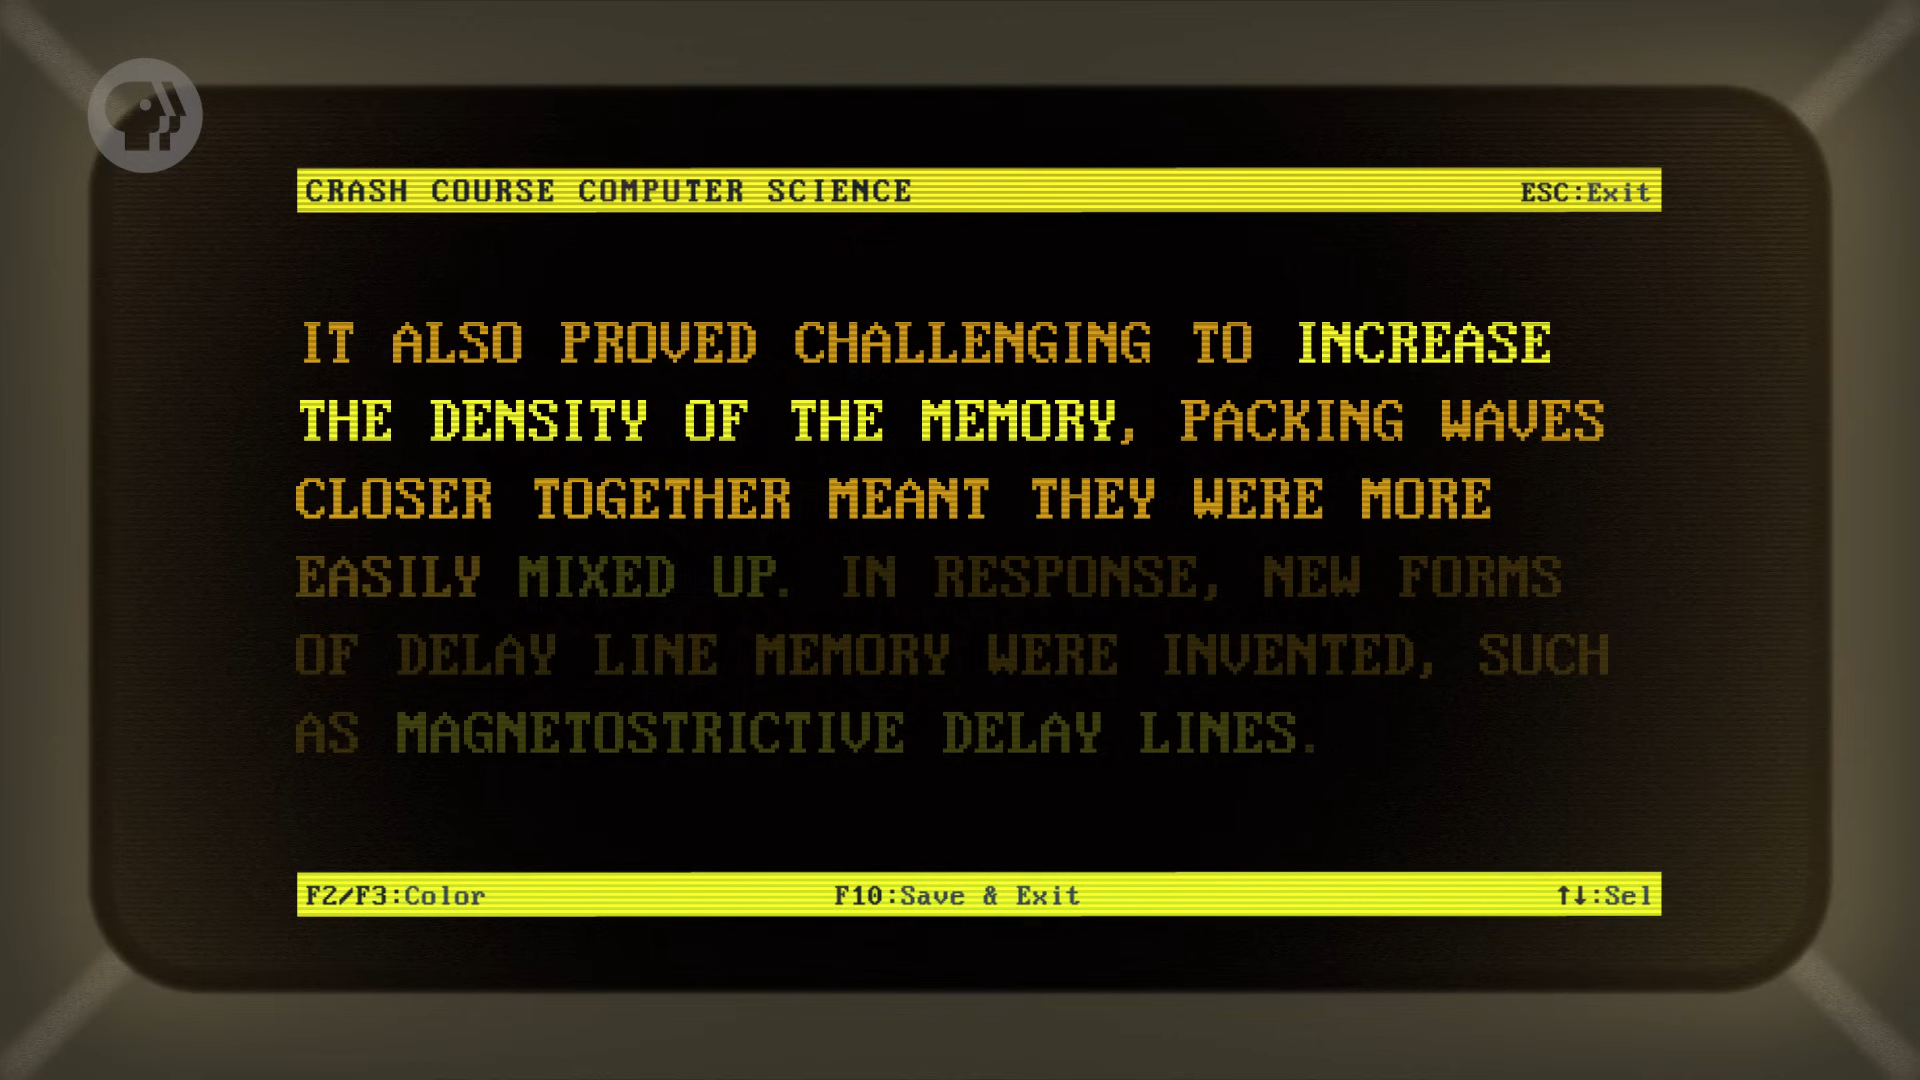 CRASH COURSE COMPUTER SCIENCE ESC:Exit
IT ALSO PROVED CHALLENGING TO INCREASE
THE DENSITY OF THE MEMORY, PACKING WAVES
CLOSER TOGETHER MEANT THEY WERE MORE
EASILY MIXED UP. IN RESPONSE, NEW FORMS
OF DELAY LINE MEMORY WERE INVENTED, SUCH
AS MAGNETOSTRICTIVE DELAY LINES.
F2/F3:Color F10:Save & Exit ↑↓:Sel